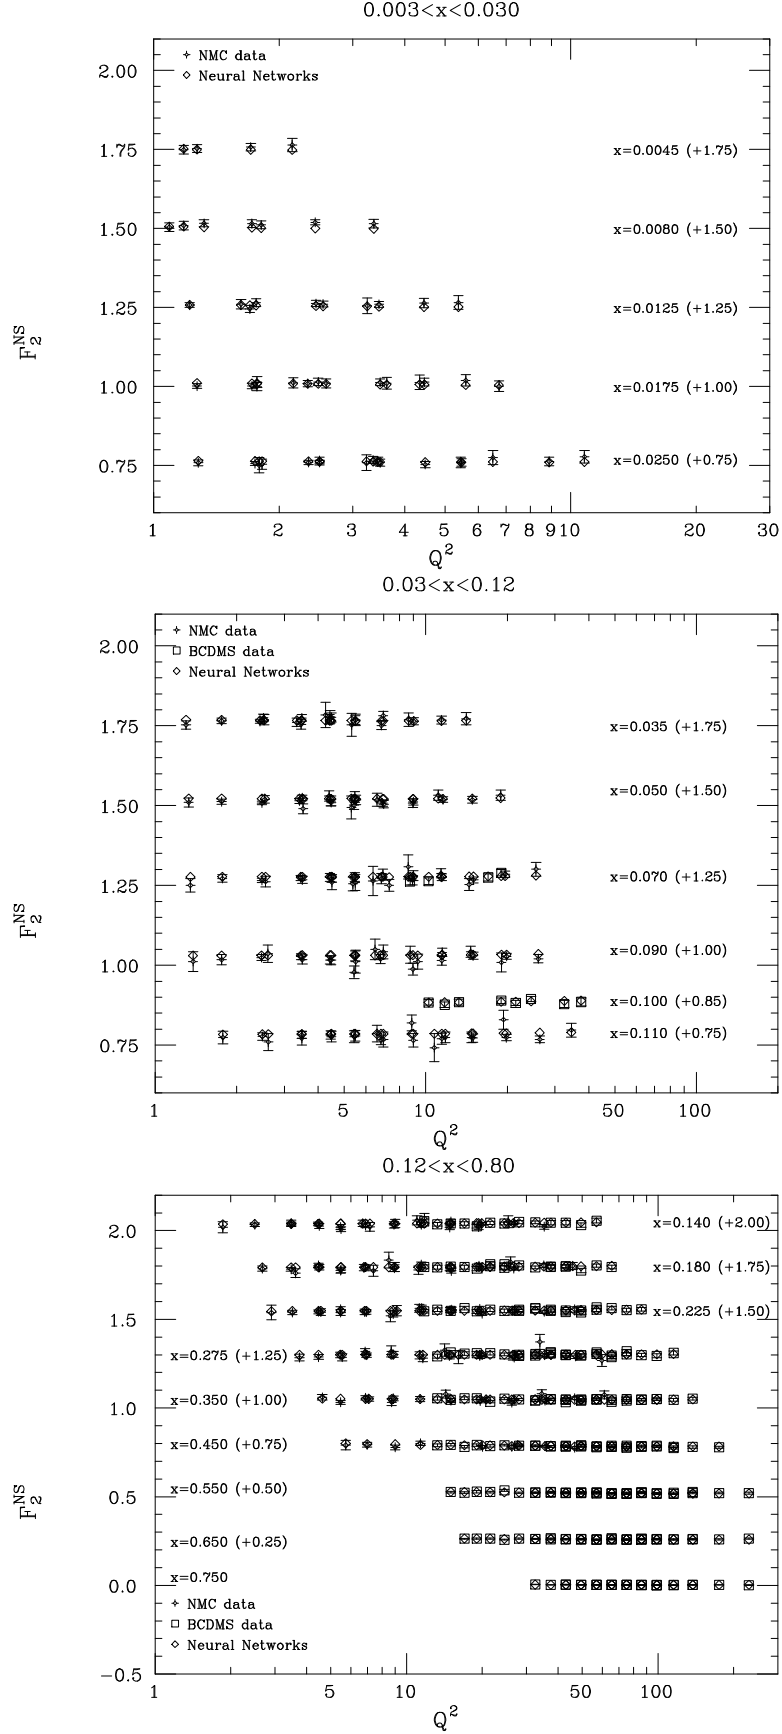 0.003<x<0.030
NMC data
Neural Networks
2.00
1.75
x=0.0045 (+1.75)
1.50
x=0.0080 (+1.50)
1.25
x=0.0125 (+1.25)
F₂ᴺˢ
1.00
x=0.0175 (+1.00)
0.75
x=0.0250 (+0.75)
1 2 3 4 5 6 7 8 9 10 20 30
Q²
0.03<x<0.12
NMC data
BCDMS data
Neural Networks
2.00
1.75
x=0.035 (+1.75)
1.50
x=0.050 (+1.50)
1.25
x=0.070 (+1.25)
F₂ᴺˢ
1.00
x=0.090 (+1.00)
x=0.100 (+0.85)
x=0.110 (+0.75)
0.75
1 5 10 50 100
Q²
0.12<x<0.80
2.0
x=0.140 (+2.00)
x=0.180 (+1.75)
1.5
x=0.225 (+1.50)
x=0.275 (+1.25)
1.0
x=0.350 (+1.00)
x=0.450 (+0.75)
F₂ᴺˢ
0.5
x=0.550 (+0.50)
x=0.650 (+0.25)
0.0
x=0.750
NMC data
BCDMS data
Neural Networks
−0.5
1 5 10 50 100
Q²